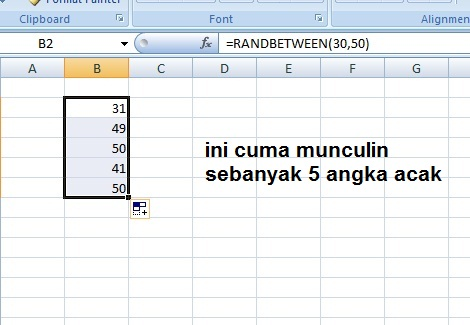 Format Painter
Clipboard
Font
Alignmen
B2
fx
=RANDBETWEEN(30,50)
A B C D E F G
31
49
50
41
50
ini cuma munculin
sebanyak 5 angka acak